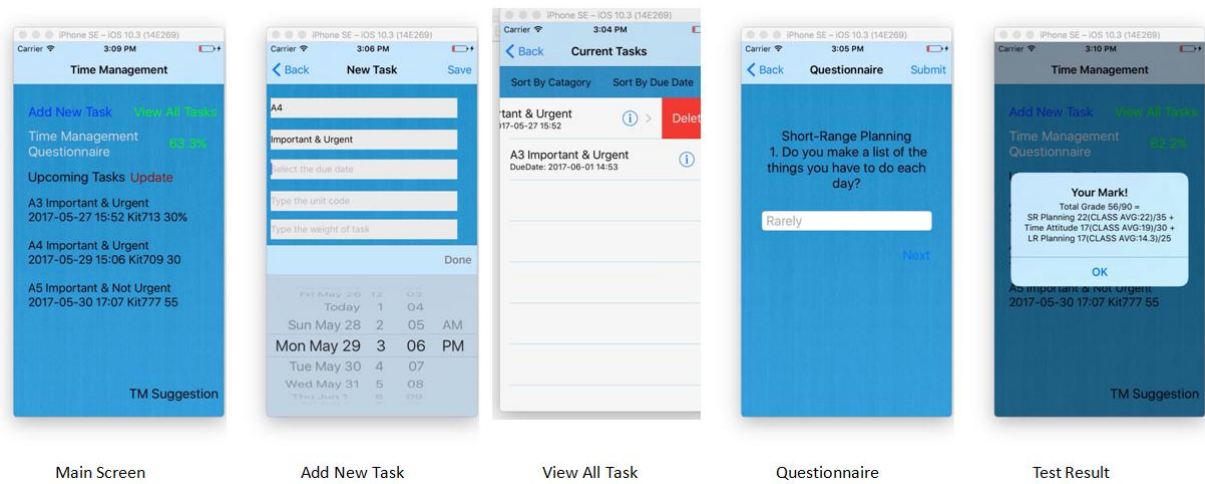 iPhone SE – iOS 10.3 (14E269)
Carrier 3:09 PM
Time Management
Add New Task View All Tasks
Time Management
Questionnaire
63.3%
Upcoming Tasks Update
A3 Important & Urgent
2017-05-27 15:52 Kit713 30%
A4 Important & Urgent
2017-05-29 15:06 Kit709 30
A5 Important & Not Urgent
2017-05-30 17:07 Kit777 55
TM Suggestion
Main Screen
iPhone SE – iOS 10.3 (14E269)
Carrier 3:06 PM
Back New Task Save
A4
Important & Urgent
Select the due date
Type the unit code
Type the weight of task
Done
Fri May 26 12 03
Today 1 04
Sun May 28 2 05 AM
Mon May 29 3 06 PM
Tue May 30 4 07
Wed May 31 5 08
Thu Jun 1 6 09
Add New Task
iPhone SE – iOS 10.3 (14E269)
Carrier 3:04 PM
Back Current Tasks
Sort By Catagory Sort By Due Date
tant & Urgent
17-05-27 15:52
Delet
A3 Important & Urgent
DueDate: 2017-06-01 14:53
View All Task
iPhone SE – iOS 10.3 (14E269)
Carrier 3:05 PM
Back Questionnaire Submit
Short-Range Planning
1. Do you make a list of the
things you have to do each
day?
Rarely
Next
Questionnaire
iPhone SE – iOS 10.3 (14E269)
Carrier 3:10 PM
Time Management
Add New Task View All Tasks
Time Management
Questionnaire
62.2%
Your Mark!
Total Grade 56/90 =
SR Planning 22(CLASS AVG:22)/35 +
Time Attitude 17(CLASS AVG:19)/30 +
LR Planning 17(CLASS AVG:14.3)/25
OK
A5 Important & Not Urgent
2017-05-30 17:07 Kit777 55
TM Suggestion
Test Result